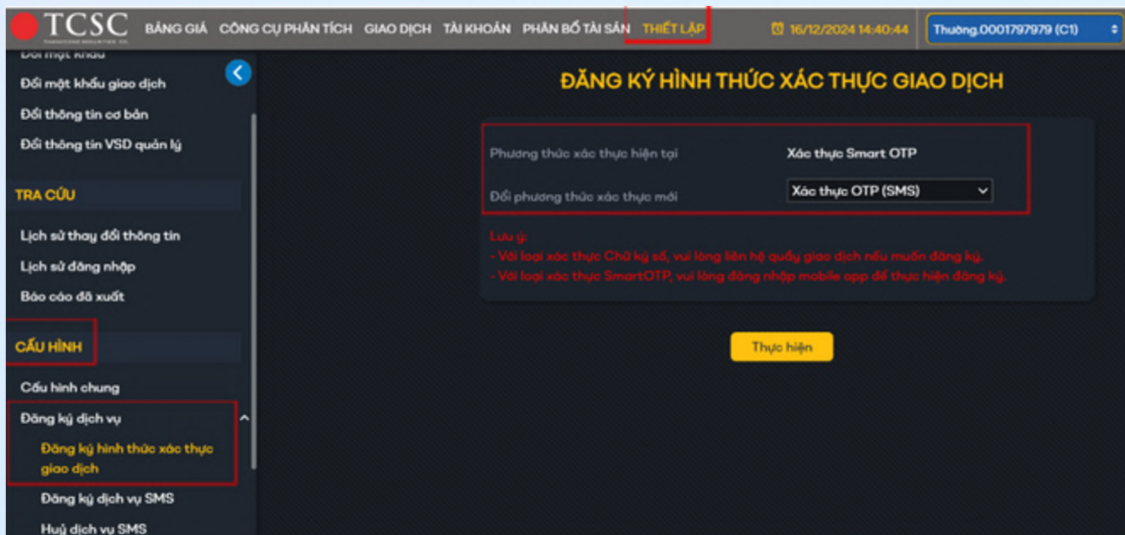 TCSC
THANHCONG SECURITIES CO.
BẢNG GIÁ CÔNG CỤ PHÂN TÍCH GIAO DỊCH TÀI KHOẢN PHÂN BỔ TÀI SẢN THIẾT LẬP 16/12/2024 14:40:44 Thường.0001797979 (C1)
Đổi mật khẩu
Đổi mật khẩu giao dịch
Đổi thông tin cơ bản
Đổi thông tin VSD quản lý
TRA CỨU
Lịch sử thay đổi thông tin
Lịch sử đăng nhập
Báo cáo đã xuất
CẤU HÌNH
Cấu hình chung
Đăng ký dịch vụ
Đăng ký hình thức xác thực
giao dịch
Đăng ký dịch vụ SMS
Huỷ dịch vụ SMS
ĐĂNG KÝ HÌNH THỨC XÁC THỰC GIAO DỊCH
Phương thức xác thực hiện tại Xác thực Smart OTP
Đổi phương thức xác thực mới Xác thực OTP (SMS)
Lưu ý:
- Với loại xác thực Chữ ký số, vui lòng liên hệ quầy giao dịch nếu muốn đăng ký.
- Với loại xác thực SmartOTP, vui lòng đăng nhập mobile app để thực hiện đăng ký.
Thực hiện